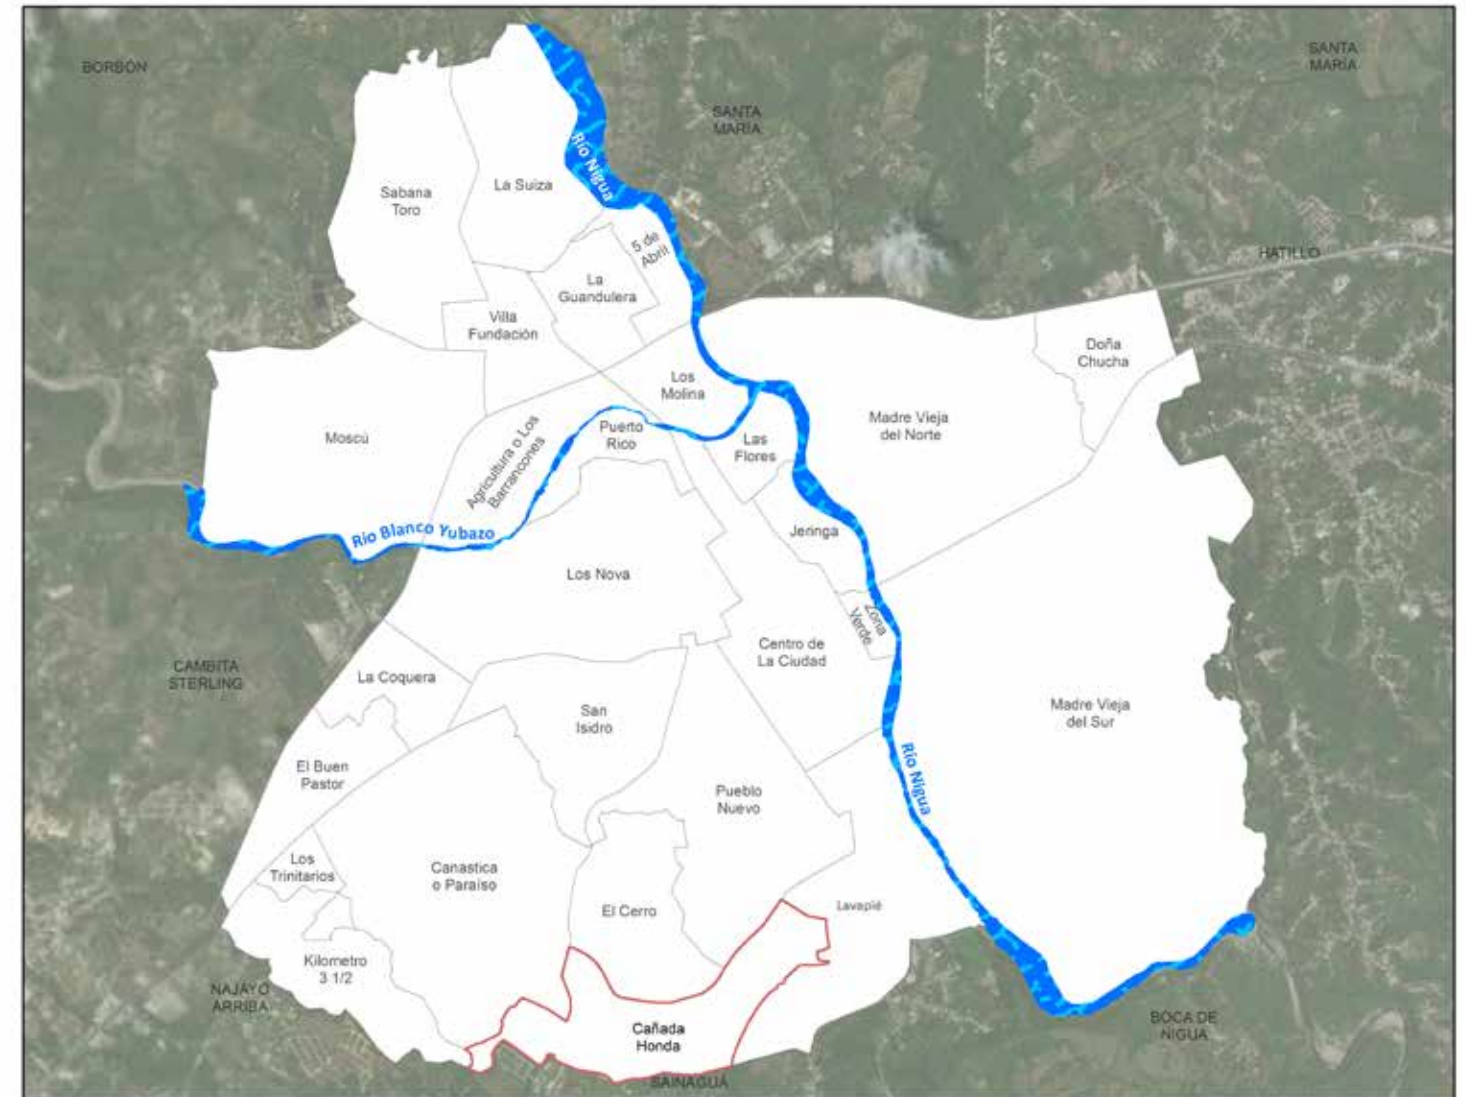 BORBÓN
SANTA
MARÍA
SANTA
MARÍA
Río Nigua
Sabana
Toro
La Suiza
5 de
Abril
HATILLO
La
Guandulera
Villa
Fundación
Doña
Chucha
Los
Molina
Madre Vieja
del Norte
Moscú
Agricultura o Los
Barrancones
Puerto
Rico
Las
Flores
Río Blanco Yubazo
Jeringa
Los Nova
Zona
Verde
Centro de
La Ciudad
CAMBITA
STERLING
La Coquera
San
Isidro
Madre Vieja
del Sur
El Buen
Pastor
Río Nigua
Pueblo
Nuevo
Los
Trinitarios
Canastica
o Paraíso
El Cerro
Lavapié
Kilometro
3 1/2
NAJAYO
ARRIBA
Cañada
Honda
BOCA DE
NIGUA
SAINAGUÁ